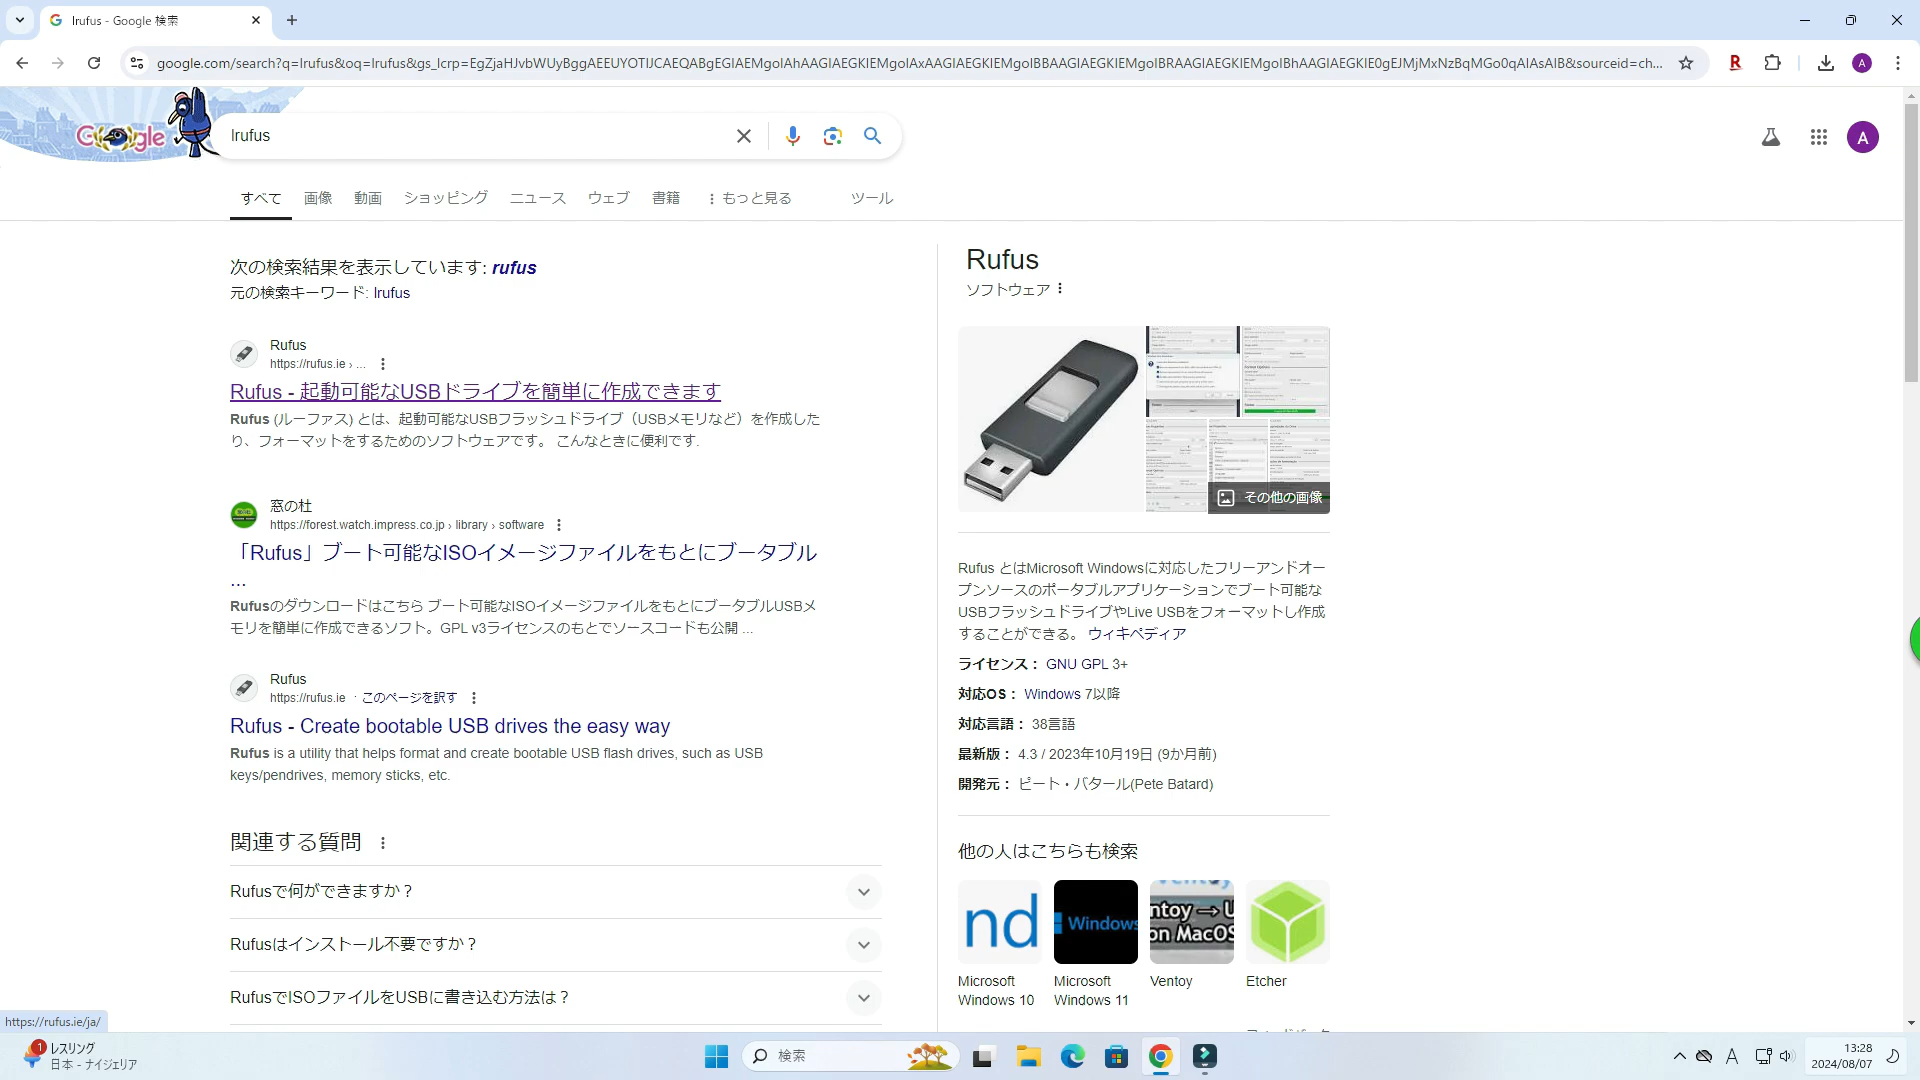 lrufus - Google 検索
google.com/search?q=lrufus&oq=lrufus&gs_lcrp=EgZjaHJvbWUyBggAEEUYOTIJCAEQABgEGIAEMgoIAhAAGIAEGKIEMgoIAxAAGIAEGKIEMgoIBBAAGIAEGKIEMgoIBRAAGIAEGKIEMgoIBhAAGIAEGKIE0gEJMjMxNzBqMGo0qAIAsAIB&sourceid=ch...
Google
lrufus
A
すべて 画像 動画 ショッピング ニュース ウェブ 書籍 もっと見る ツール
次の検索結果を表示しています: rufus
元の検索キーワード: lrufus
Rufus
https://rufus.ie › ...
Rufus - 起動可能なUSBドライブを簡単に作成できます
Rufus (ルーファス) とは、起動可能なUSBフラッシュドライブ（USBメモリなど）を作成した
り、フォーマットをするためのソフトウェアです。 こんなときに便利です.
窓の杜
https://forest.watch.impress.co.jp › library › software
「Rufus」ブート可能なISOイメージファイルをもとにブータブル
...
Rufusのダウンロードはこちら ブート可能なISOイメージファイルをもとにブータブルUSBメ
モリを簡単に作成できるソフト。GPL v3ライセンスのもとでソースコードも公開 ...
Rufus
https://rufus.ie · このページを訳す
Rufus - Create bootable USB drives the easy way
Rufus is a utility that helps format and create bootable USB flash drives, such as USB
keys/pendrives, memory sticks, etc.
関連する質問
Rufusで何ができますか？
Rufusはインストール不要ですか？
RufusでISOファイルをUSBに書き込む方法は？
Rufus
ソフトウェア
その他の画像
Rufus とはMicrosoft Windowsに対応したフリーアンドオー
プンソースのポータブルアプリケーションでブート可能な
USBフラッシュドライブやLive USBをフォーマットし作成
することができる。 ウィキペディア
ライセンス： GNU GPL 3+
対応OS： Windows 7以降
対応言語： 38言語
最新版： 4.3 / 2023年10月19日 (9か月前)
開発元： ピート・バタール(Pete Batard)
他の人はこちらも検索
nd
Windows
ntoy → U
on MacOS
Microsoft
Windows 10
Microsoft
Windows 11
Ventoy
Etcher
https://rufus.ie/ja/
1
レスリング
日本 - ナイジェリア
検索
A
13:28
2024/08/07